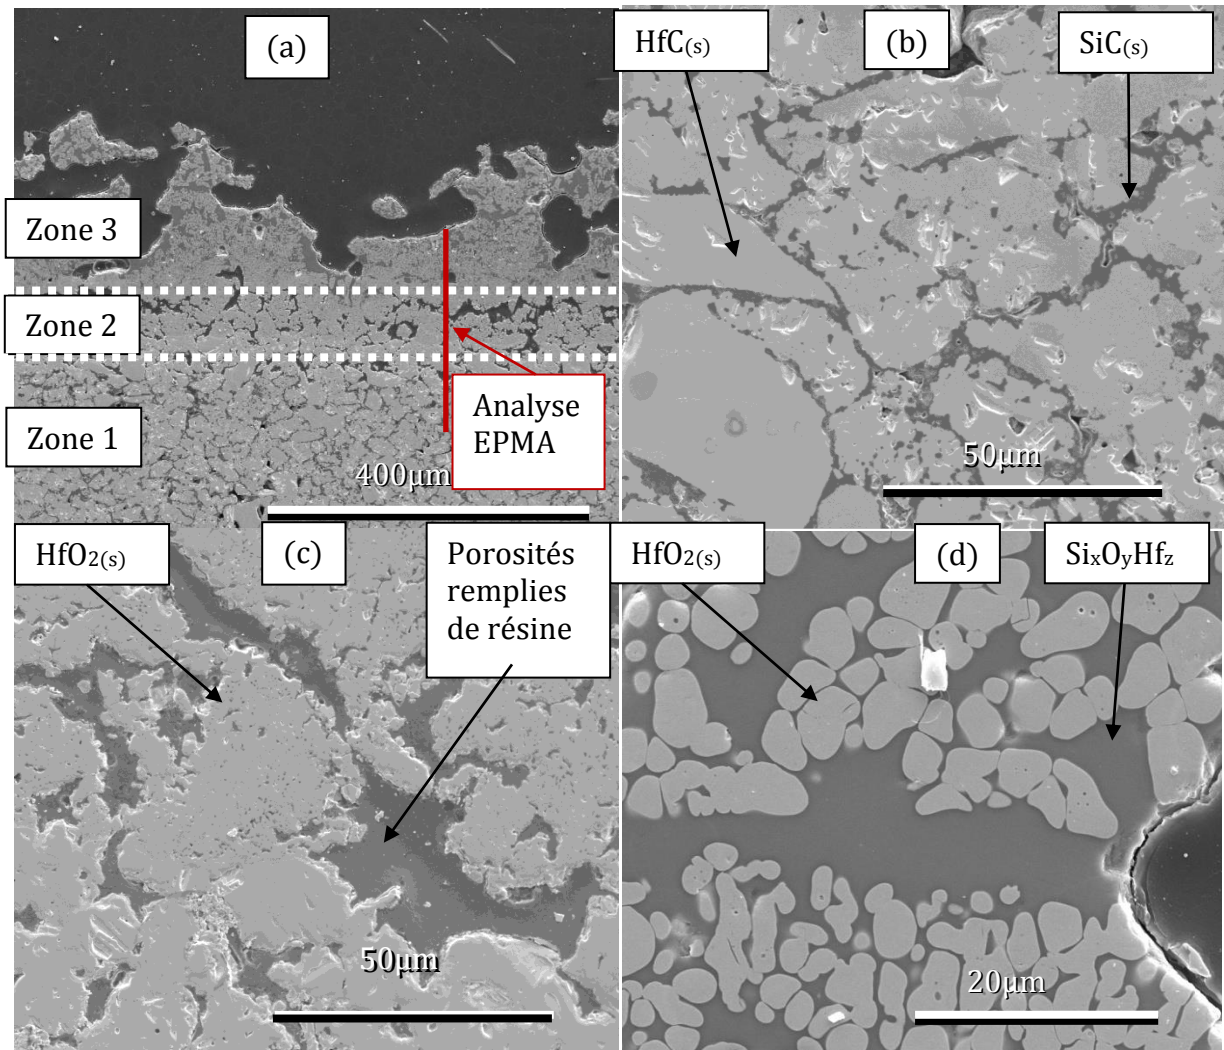 (a)
Zone 3
Zone 2
Zone 1
Analyse
EPMA
400µm
HfC(s)
(b)
SiC(s)
50µm
HfO2(s)
(c)
Porosités
remplies
de résine
50µm
HfO2(s)
(d)
SixOyHfz
20µm